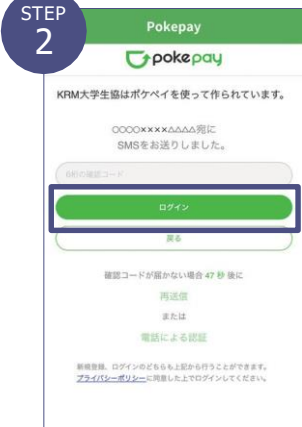 STEP
2
Pokepay
pokepay
KRM大学生協はポケペイを使って作られています。
○○○○××××△△△△宛に
SMSをお送りしました。
6桁の確認コード
ログイン
戻る
確認コードが届かない場合 47 秒 後に
再送信
または
電話による認証
新規登録、ログインのどちらも上記から行うことができます。
プライバシーポリシーに同意した上でログインしてください。